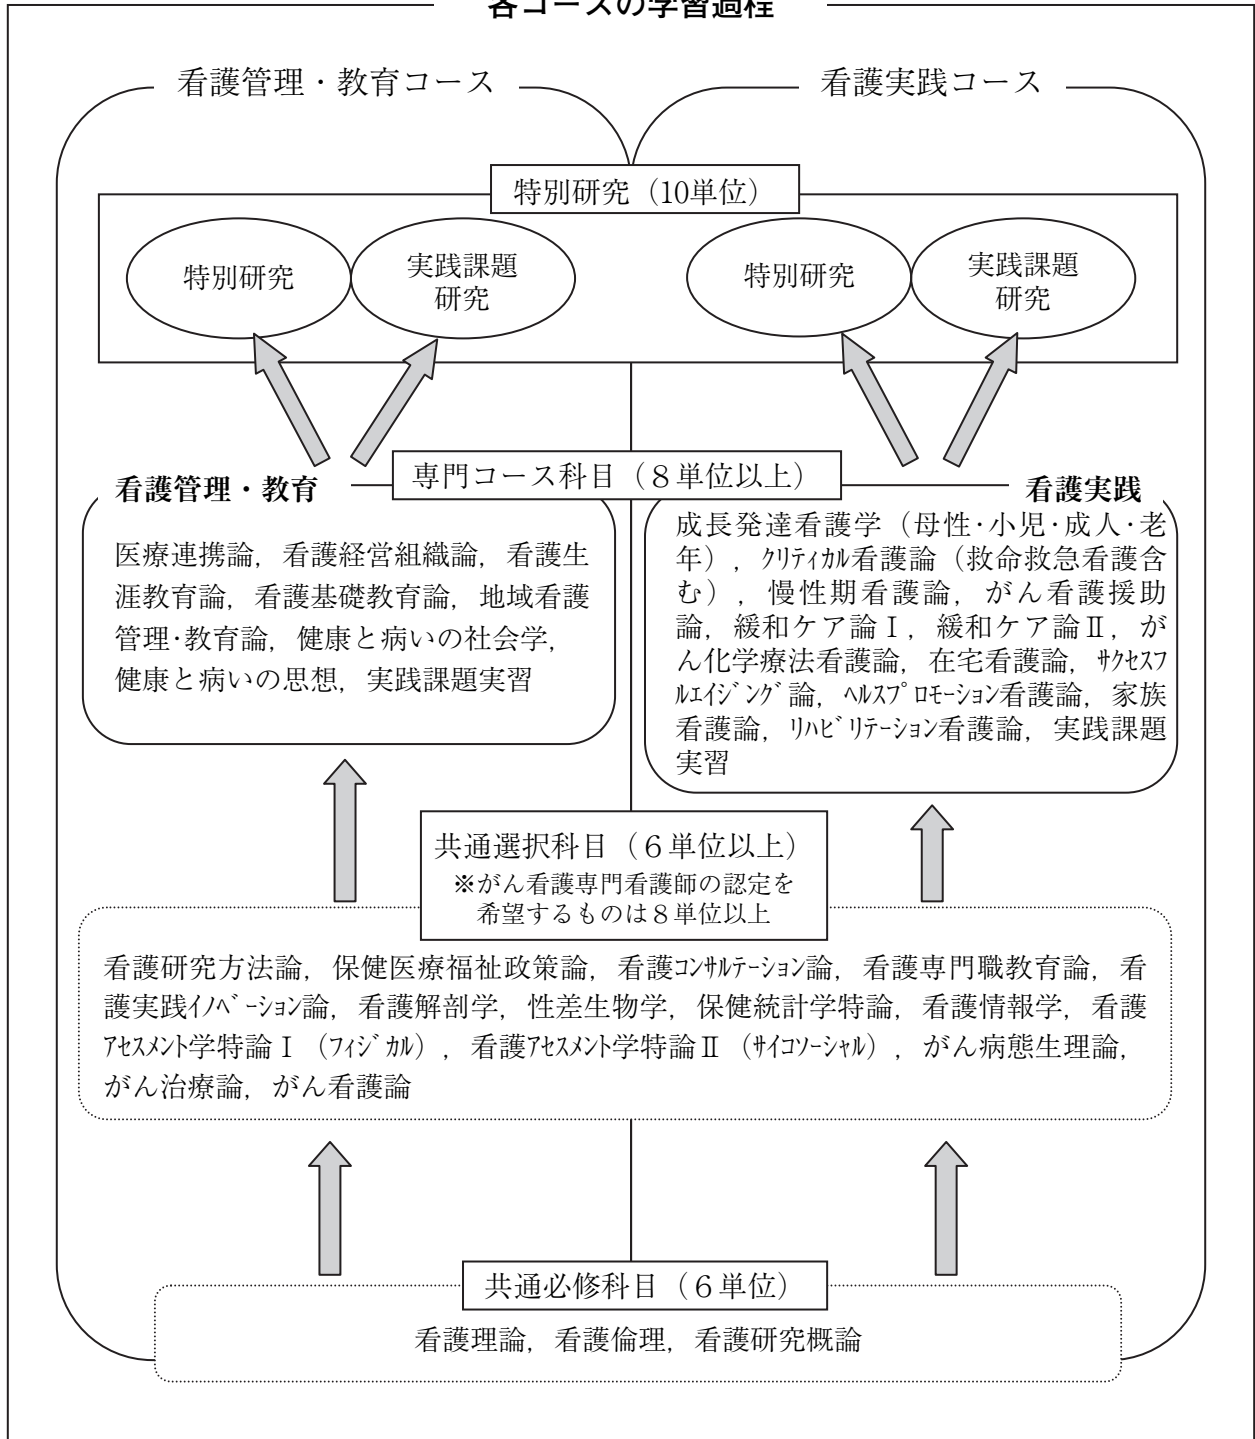 各コースの学習過程
看護管理・教育コース
看護実践コース
特別研究（10単位）
特別研究
実践課題
研究
特別研究
実践課題
研究
専門コース科目（８単位以上）
看護管理・教育
医療連携論，看護経営組織論，看護生
涯教育論，看護基礎教育論，地域看護
管理･教育論，健康と病いの社会学，
健康と病いの思想，実践課題実習
看護実践
成長発達看護学（母性･小児･成人･老
年），ｸﾘﾃｨｶﾙ看護論（救命救急看護含
む），慢性期看護論，がん看護援助
論，緩和ケア論Ⅰ，緩和ケア論Ⅱ，が
ん化学療法看護論，在宅看護論，ｻｸｾｽﾌ
ﾙｴｲｼﾞﾝｸﾞ論，ﾍﾙｽﾌﾟﾛﾓｰｼｮﾝ看護論，家族
看護論，ﾘﾊﾋﾞﾘﾃｰｼｮﾝ看護論，実践課題
実習
共通選択科目（６単位以上）
※がん看護専門看護師の認定を
希望するものは８単位以上
看護研究方法論，保健医療福祉政策論，看護ｺﾝｻﾙﾃｰｼｮﾝ論，看護専門職教育論，看
護実践ｲﾉﾍﾞｰｼｮﾝ論，看護解剖学，性差生物学，保健統計学特論，看護情報学，看護
ｱｾｽﾒﾝﾄ学特論Ⅰ（ﾌｨｼﾞｶﾙ），看護ｱｾｽﾒﾝﾄ学特論Ⅱ（ｻｲｺｿｰｼｬﾙ），がん病態生理論，
がん治療論，がん看護論
共通必修科目（６単位）
看護理論，看護倫理，看護研究概論